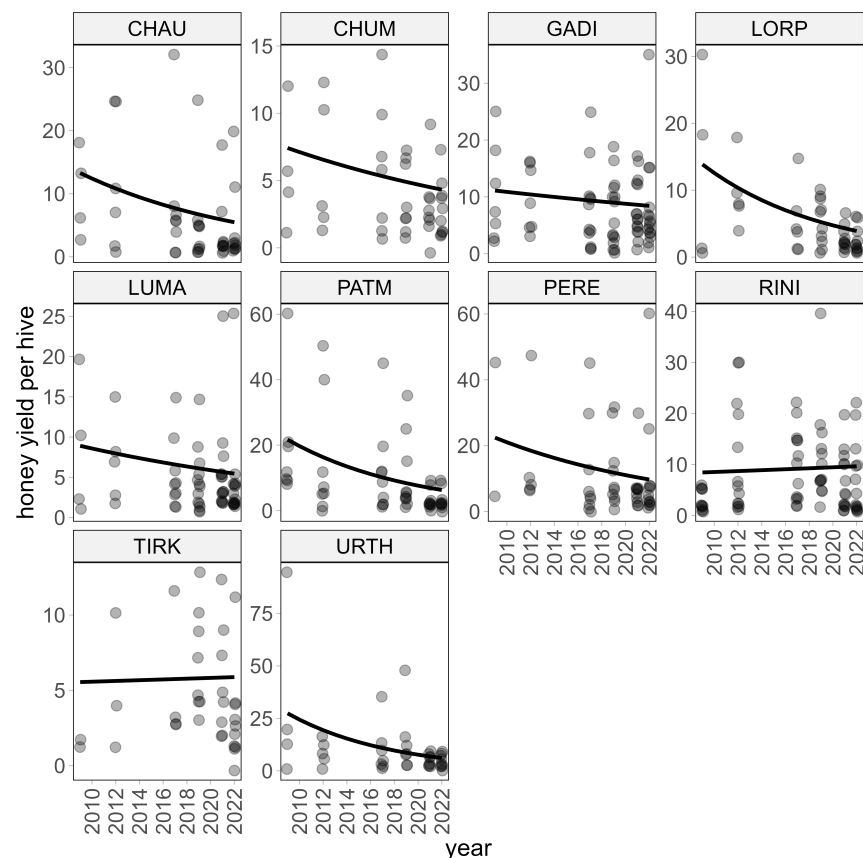 CHAU CHUM GADI LORP
30 15 30 30
20 10 20 20
10 5 10 10
0 0 0 0
LUMA PATM PERE RINI
25 60 60 40
20 40 40 30
15 20 20 20
10 0 0 10
5 0
0
2010 2012 2014 2016 2018 2020 2022 2010 2012 2014 2016 2018 2020 2022
TIRK URTH
10 75
5 50
0 25
0
2010 2012 2014 2016 2018 2020 2022 2010 2012 2014 2016 2018 2020 2022
honey yield per hive
year